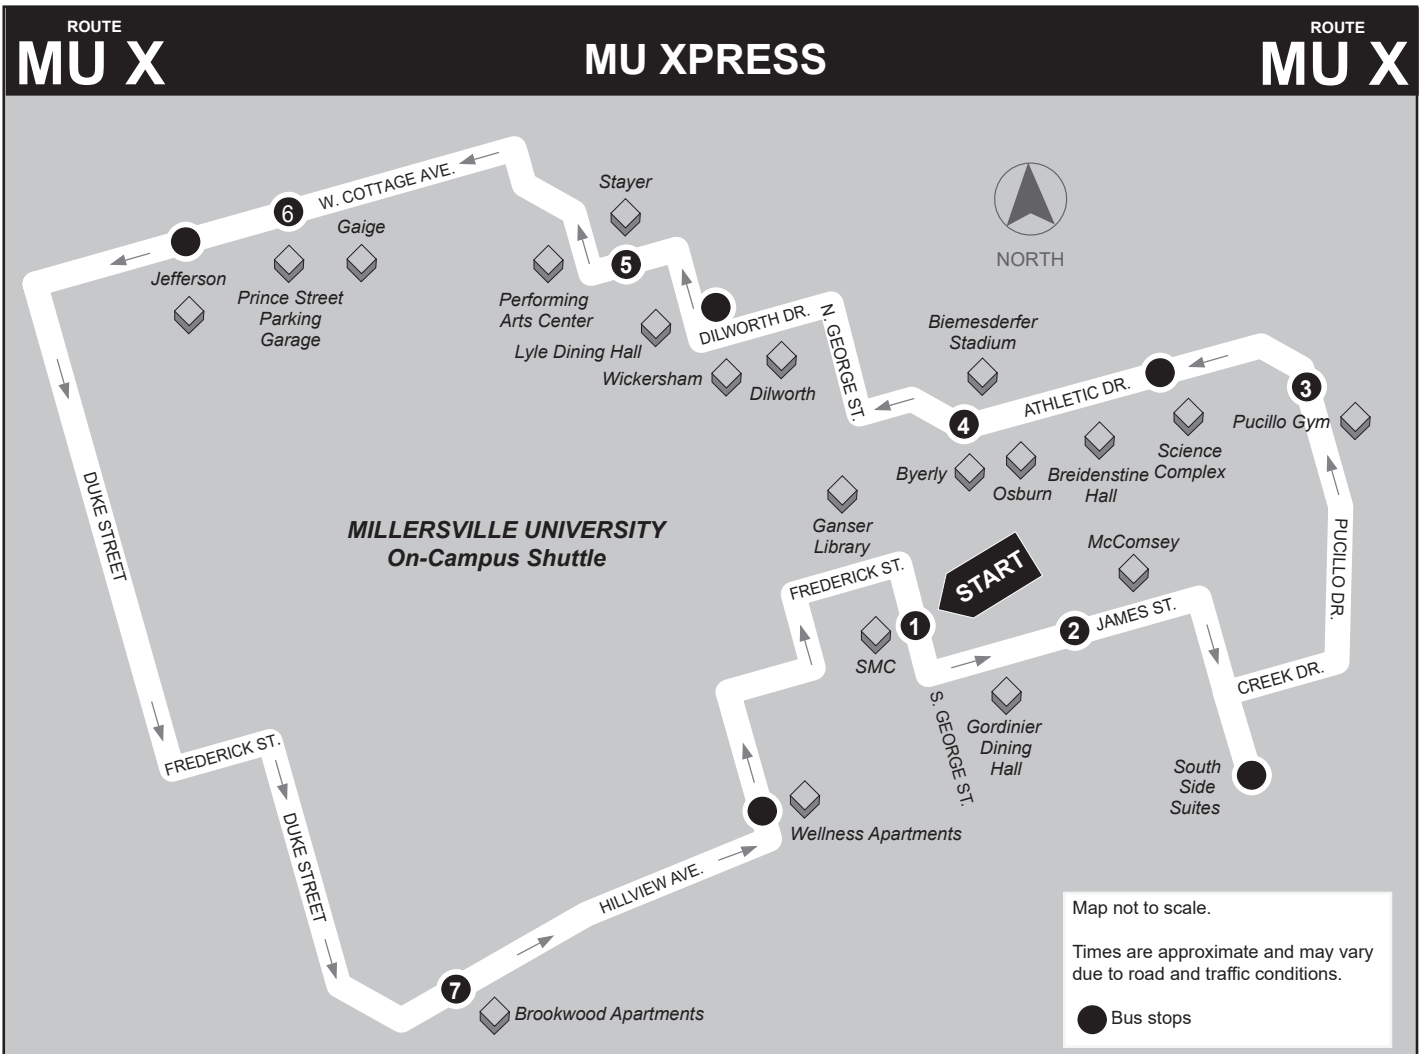 ROUTE
MU X
MU XPRESS
ROUTE
MU X
W. COTTAGE AVE.
6
Gaige
Jefferson
Prince Street
Parking
Garage
Stayer
5
Performing
Arts Center
Lyle Dining Hall
Wickersham
DILWORTH DR.
Dilworth
N. GEORGE ST.
NORTH
Biemesderfer
Stadium
ATHLETIC DR.
4
3
Pucillo Gym
Science
Complex
Breidenstine
Hall
Osburn
Byerly
Ganser
Library
MILLERSVILLE UNIVERSITY
On-Campus Shuttle
DUKE STREET
START
McComsey
PUCILLO DR.
FREDERICK ST.
1
2
JAMES ST.
SMC
CREEK DR.
S. GEORGE ST.
Gordinier
Dining
Hall
South
Side
Suites
FREDERICK ST.
DUKE STREET
Wellness Apartments
HILLVIEW AVE.
7
Brookwood Apartments
Map not to scale.
Times are approximate and may vary
due to road and traffic conditions.
Bus stops